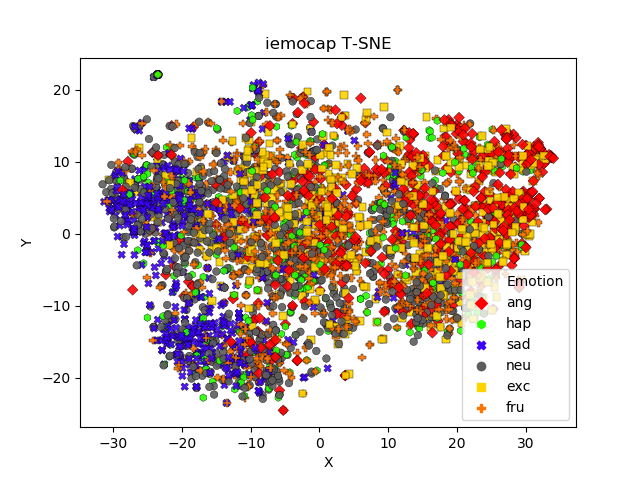 iemocap T-SNE
Y
20
10
0
−10
−20
−30
−20
−10
0
10
20
30
X
Emotion
ang
hap
sad
neu
exc
fru